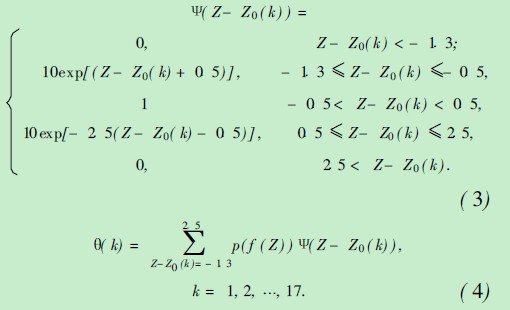 Ψ( Z- Z0( k) ) =
0, Z- Z0( k) < - 1 3;
10exp[ ( Z- Z0( k) + 0 5) ], - 1 3 ≤ Z- Z0( k) ≤ - 0 5,
1 - 0 5 < Z- Z0( k) < 0 5,
10exp[ - 2 5( Z- Z0( k) - 0 5) ], 0 5 ≤ Z- Z0( k) ≤ 2 5,
0, 2 5 < Z- Z0( k) .
( 3)
θ( k) = 2 5 ∑ Z- Z0( k) = - 1 3 p( f ( Z) ) Ψ( Z- Z0( k) ) ,
k = 1, 2, ..., 17. ( 4)